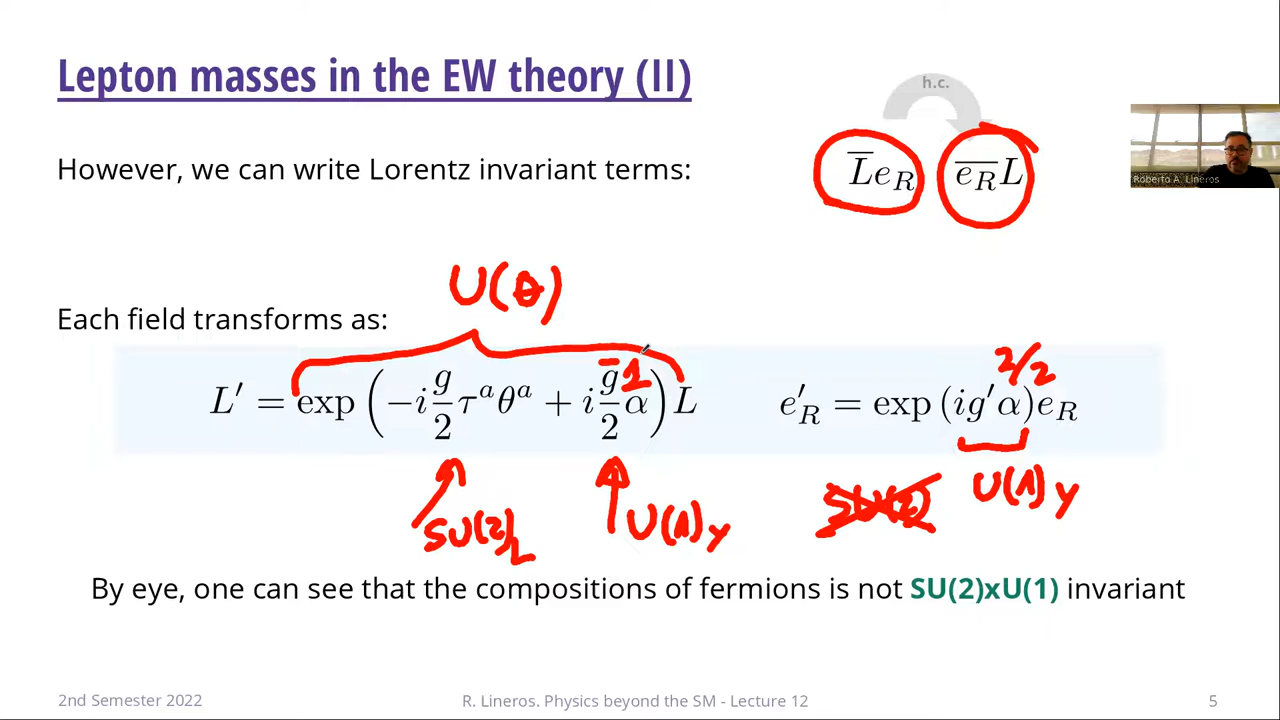 Lepton masses in the EW theory (II)
h.c.
However, we can write Lorentz invariant terms: L̅e_R e̅_R̅L
Roberto A. Lineros
U(θ)
Each field transforms as:
2/2
1
L′ = exp(−i g/2 τ^a θ^a + i g/2 α)L e′_R = exp(ig′α)e_R
SU(2)_L U(1)_Y SU(2) U(1)_Y
By eye, one can see that the compositions of fermions is not SU(2)xU(1) invariant
2nd Semester 2022 R. Lineros. Physics beyond the SM - Lecture 12 5